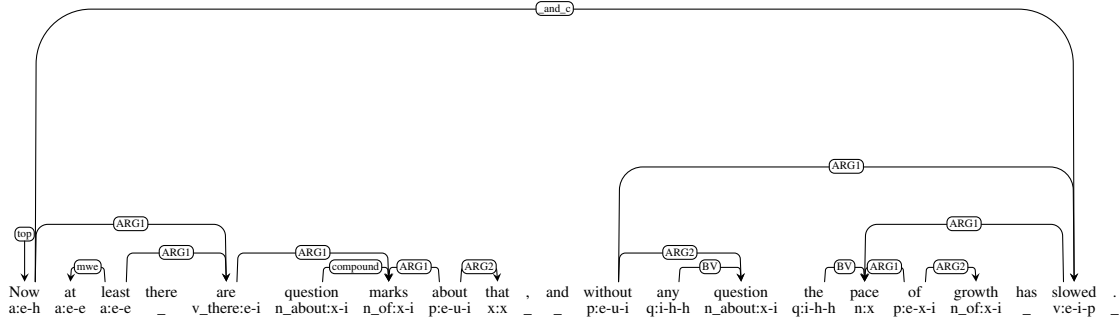 _and_c
ARG1
ARG1 ARG1
top
ARG1 ARG1 ARG2
mwe compound ARG1 ARG2 BV BV ARG1 ARG2
Now at least there are question marks about that , and without any question the pace of growth has slowed .
a:e-h a:e-e a:e-e _ v_there:e-i n_about:x-i n_of:x-i p:e-u-i x:x _ _ p:e-u-i q:i-h-h n_about:x-i q:i-h-h n:x p:e-x-i n_of:x-i _ v:e-i-p _